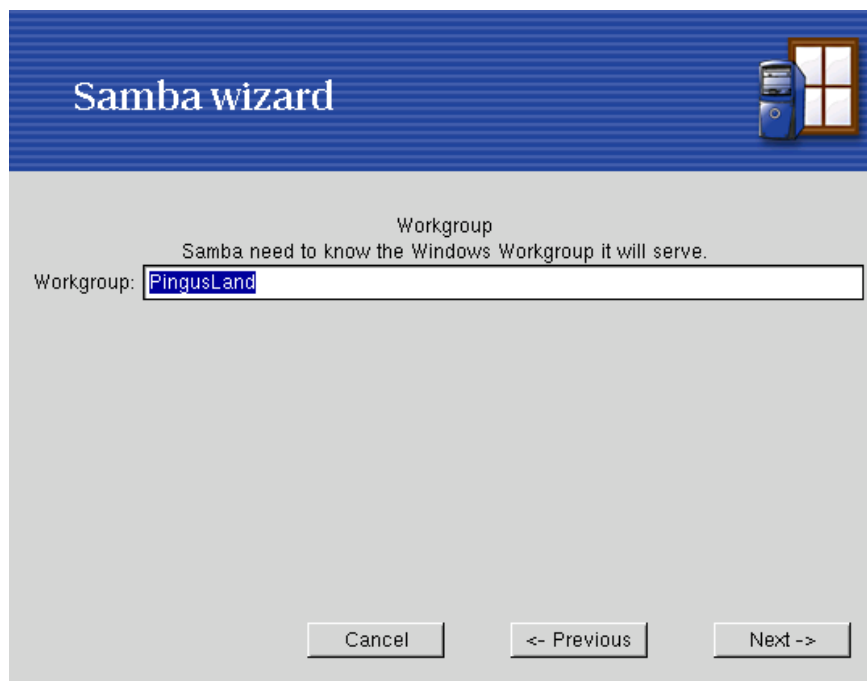 Samba wizard
Workgroup
Samba need to know the Windows Workgroup it will serve.
Workgroup: PingusLand
Cancel <- Previous Next ->